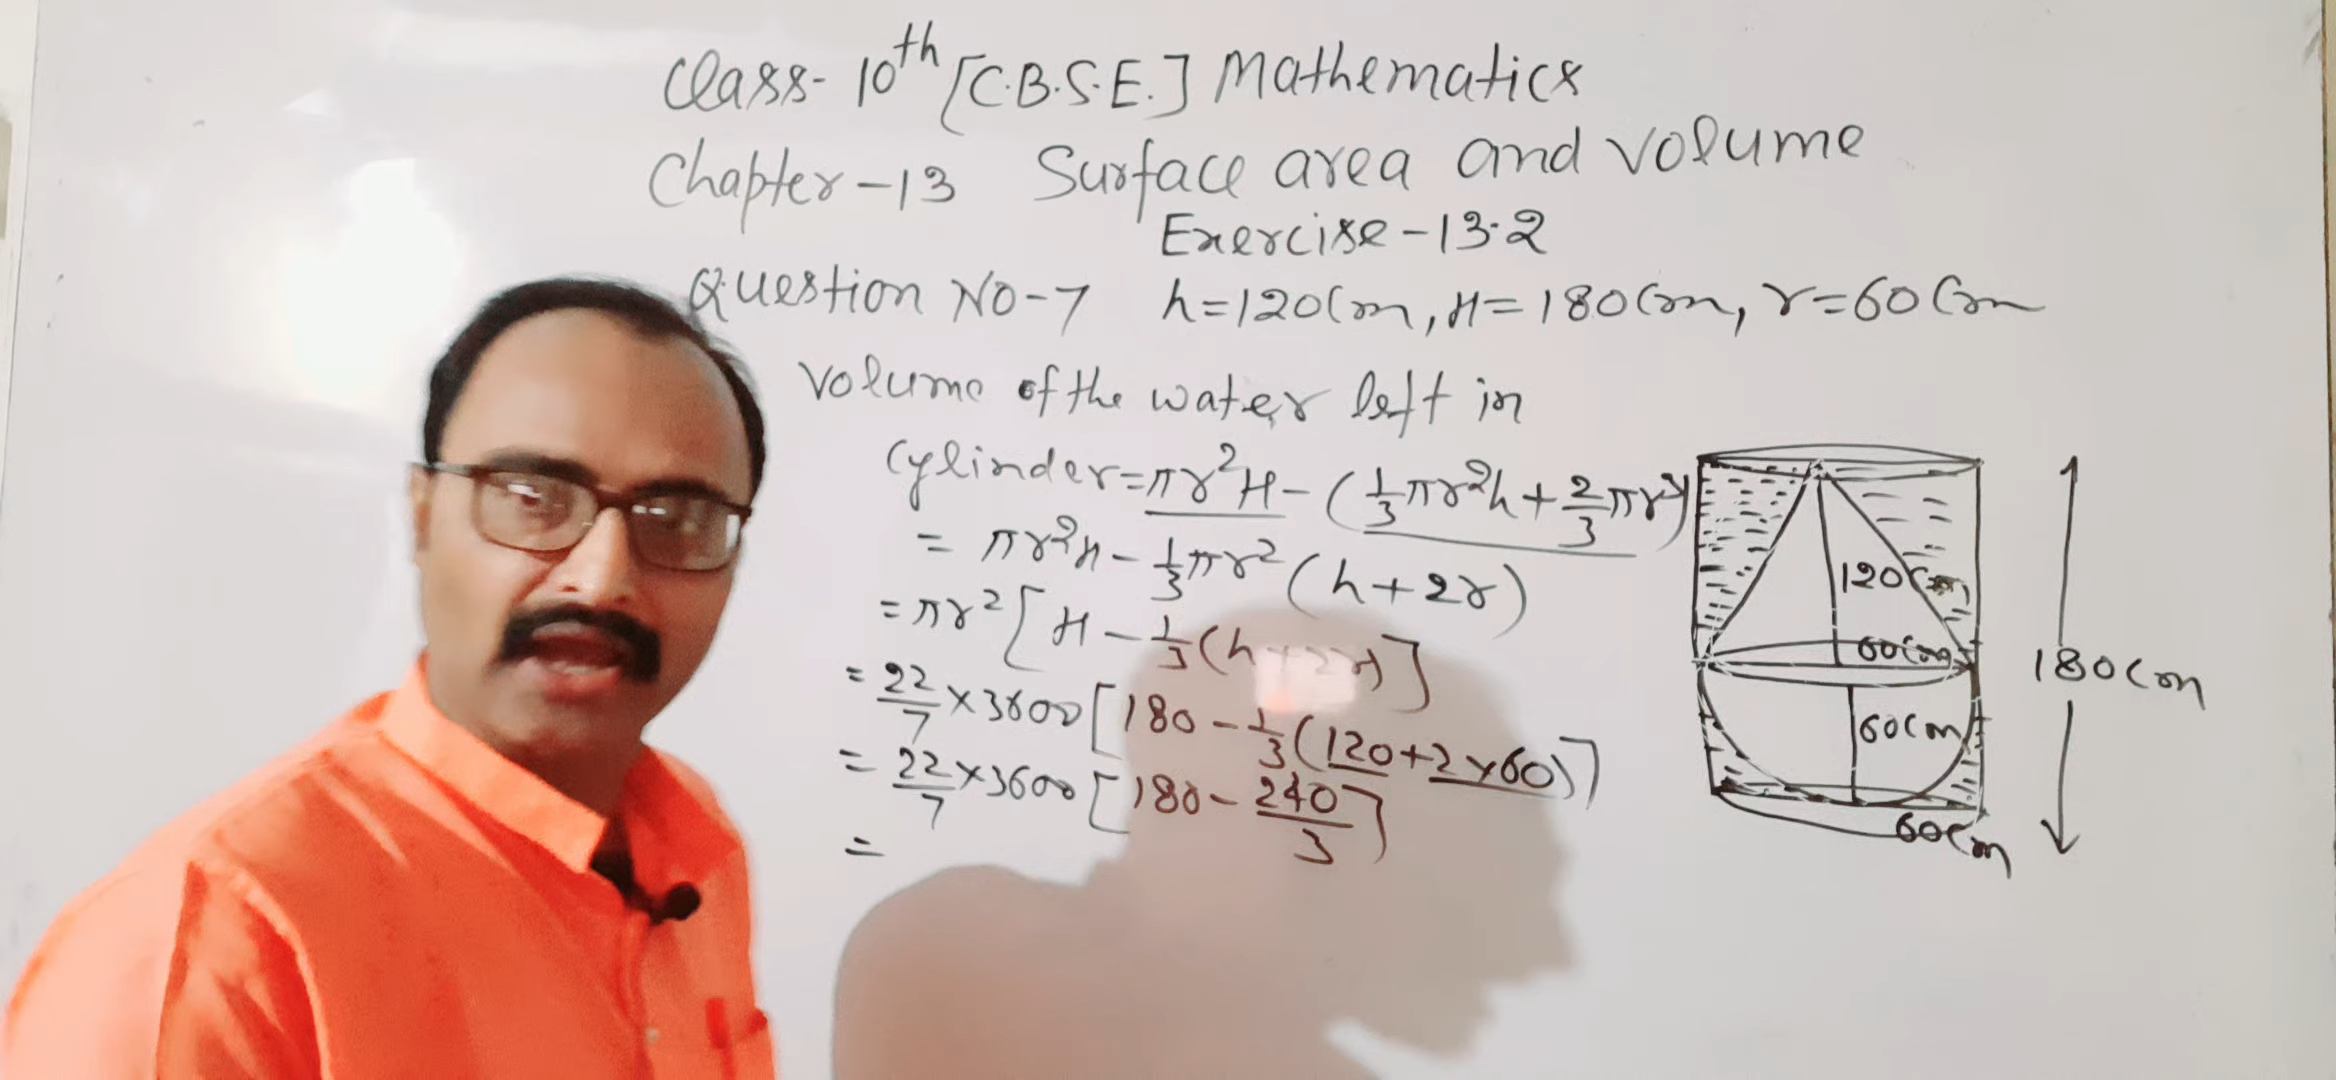 Class- 10th [C.B.S.E.] Mathematics
Chapter-13 Surface area and volume
Exercise-13.2
Question No-7 h=120cm, H=180cm, r=60cm
Volume of the water left in
Cylinder=πr²H-(1/3πr²h+2/3πr³)
= πr²H-1/3πr²(h+2r)
=πr²[H-1/3(h+2r)]
=22/7×3600[180-1/3(120+2×60)]
=22/7×3600[180-240/3]
=
120cm
60cm
60cm
60cm
180cm